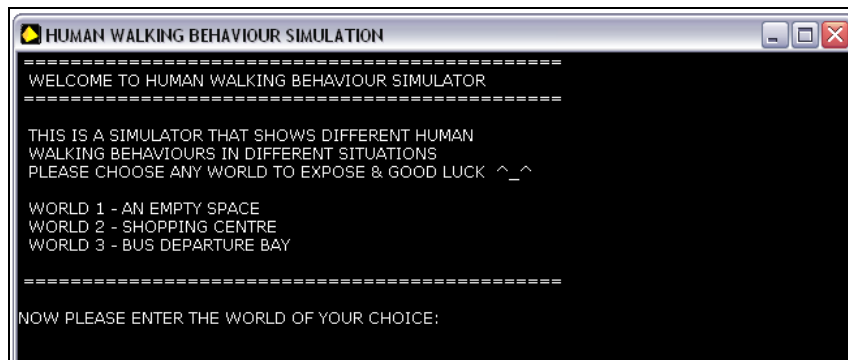 HUMAN WALKING BEHAVIOUR SIMULATION
==============================================
WELCOME TO HUMAN WALKING BEHAVIOUR SIMULATOR
==============================================
THIS IS A SIMULATOR THAT SHOWS DIFFERENT HUMAN
WALKING BEHAVIOURS IN DIFFERENT SITUATIONS
PLEASE CHOOSE ANY WORLD TO EXPOSE & GOOD LUCK ^_^
WORLD 1 - AN EMPTY SPACE
WORLD 2 - SHOPPING CENTRE
WORLD 3 - BUS DEPARTURE BAY
==============================================
NOW PLEASE ENTER THE WORLD OF YOUR CHOICE: